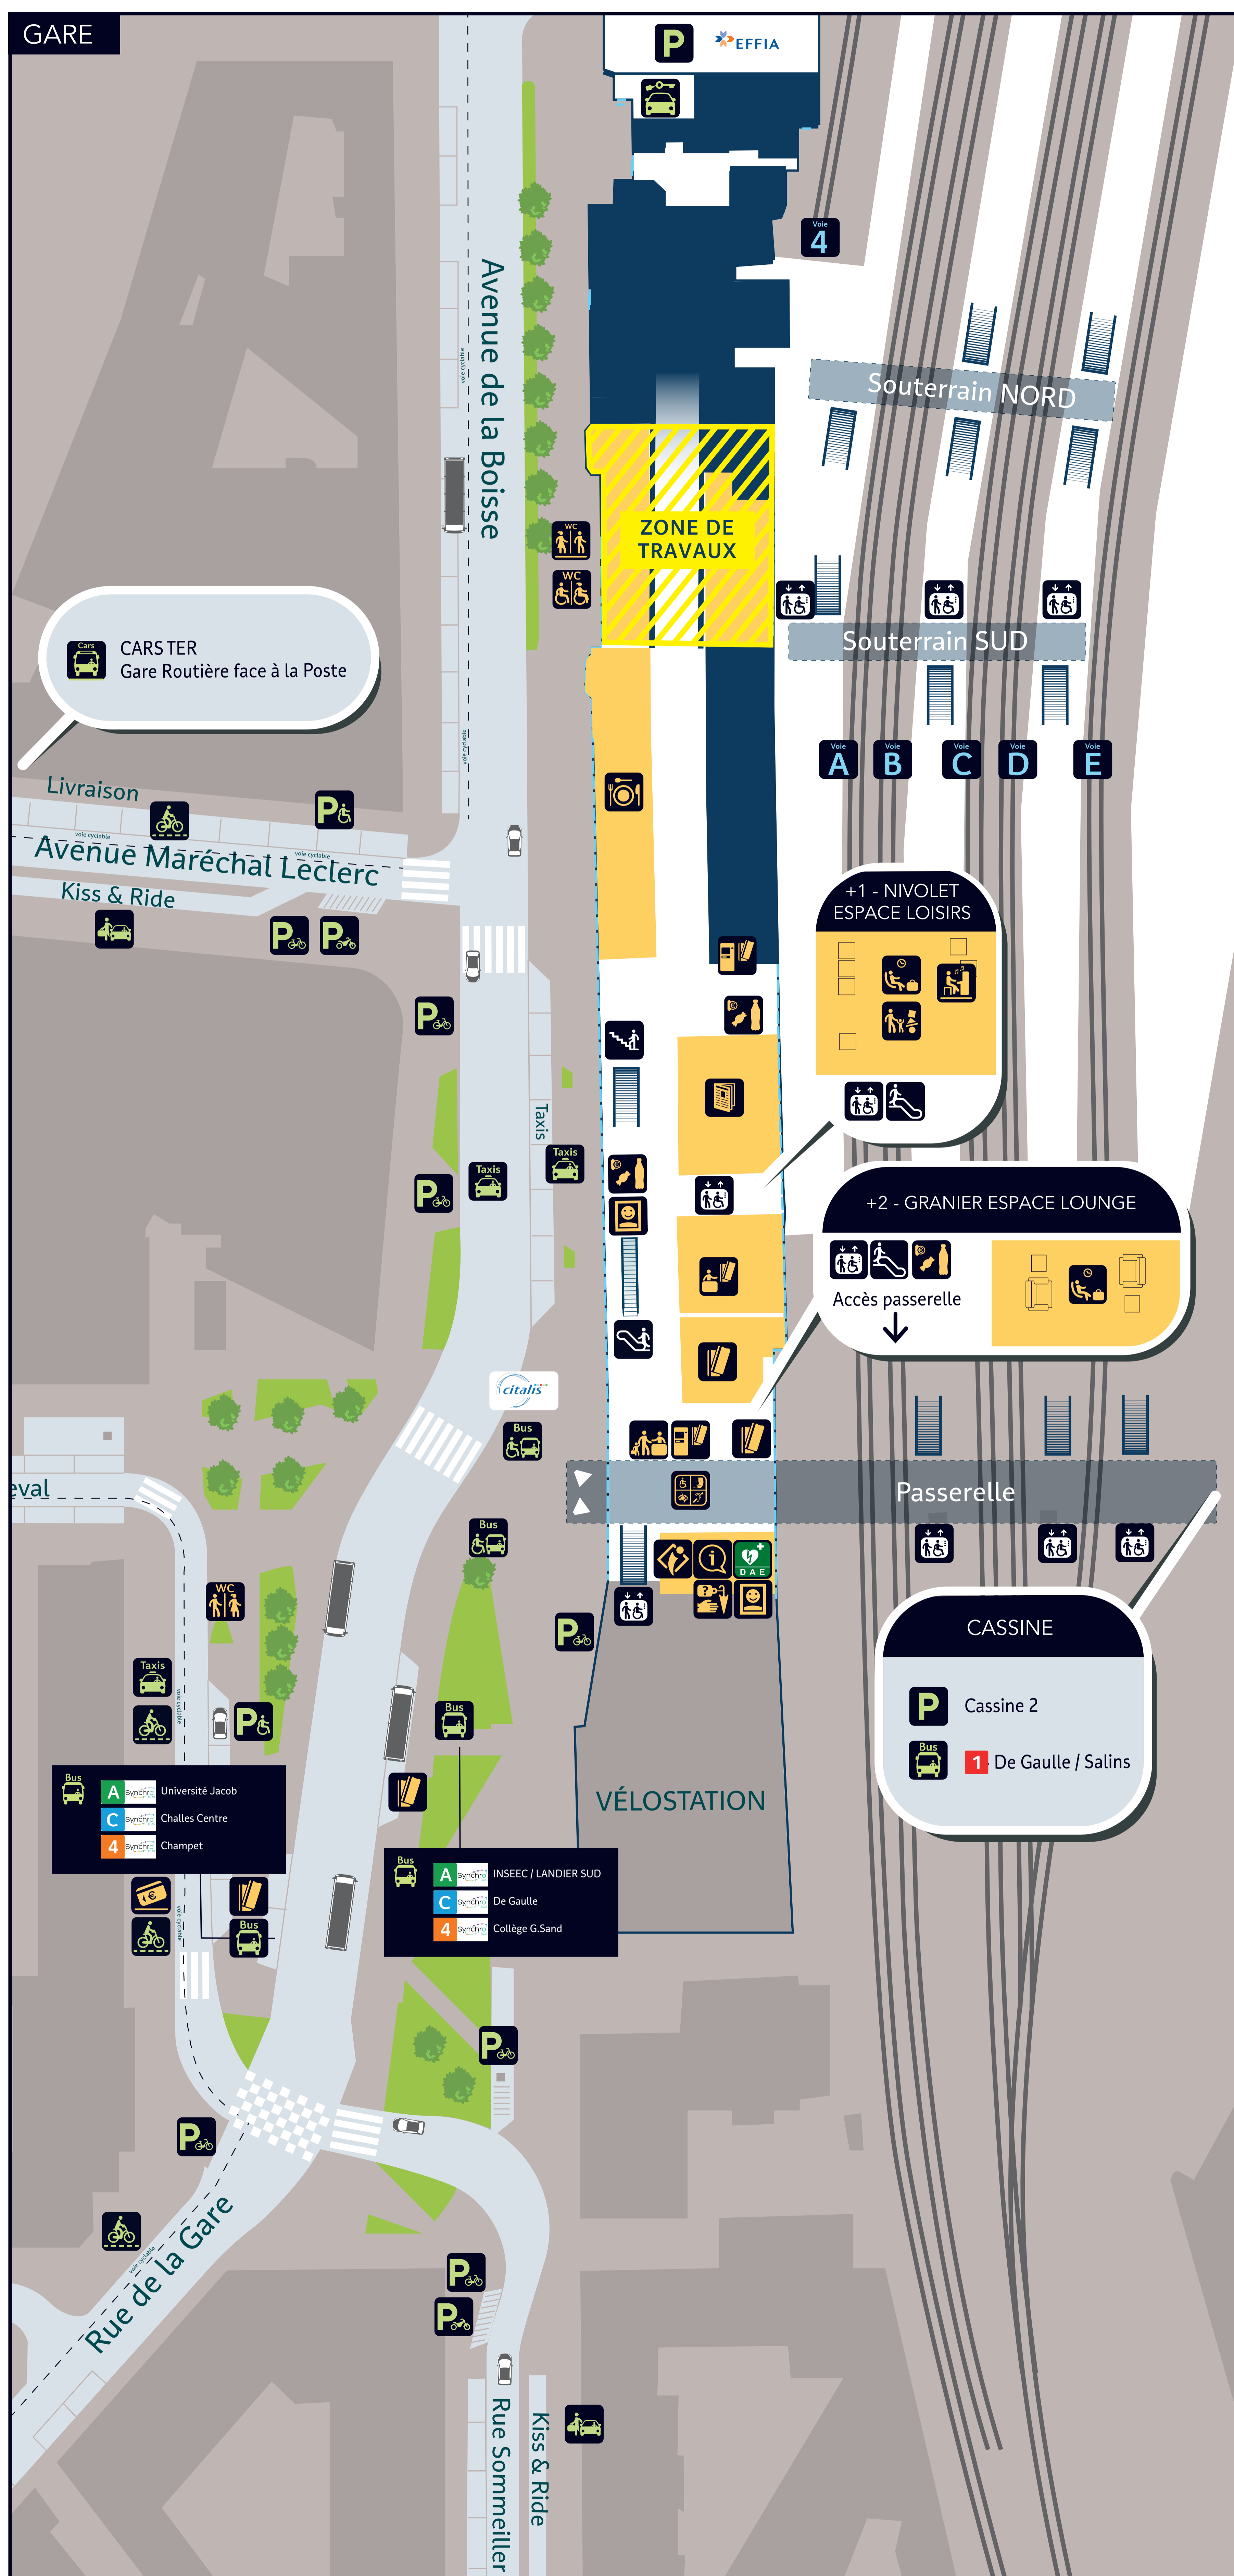 GARE
P
EFFIA
Voie
4
Avenue de la Boisse
voie cyclable
Souterrain NORD
WC
WC
ZONE DE
TRAVAUX
Souterrain SUD
Cars
CARS TER
Gare Routière face à la Poste
voie cyclable
Voie
A
Voie
B
Voie
C
Voie
D
Voie
E
Livraison
P
voie cyclable
voie cyclable
Avenue Maréchal Leclerc
Kiss & Ride
P
P
+1 - NIVOLET
ESPACE LOISIRS
P
Taxis
Taxis
Taxis
P
+2 - GRANIER ESPACE LOUNGE
Accès passerelle
citalis
Bus
eval
Passerelle
Bus
i
DAE
WC
P
CASSINE
Taxis
voie cyclable
P
Bus
P
Cassine 2
Bus
1 De Gaulle / Salins
Bus
A Synchro Université Jacob
C Synchro Challes Centre
4 Synchro Champet
VÉLOSTATION
Bus
A Synchro INSEEC / LANDIER SUD
C Synchro De Gaulle
4 Synchro Collège G.Sand
€
voie cyclable
Bus
P
P
voie cyclable
Rue de la Gare
P
P
Rue Sommeiller
Kiss & Ride